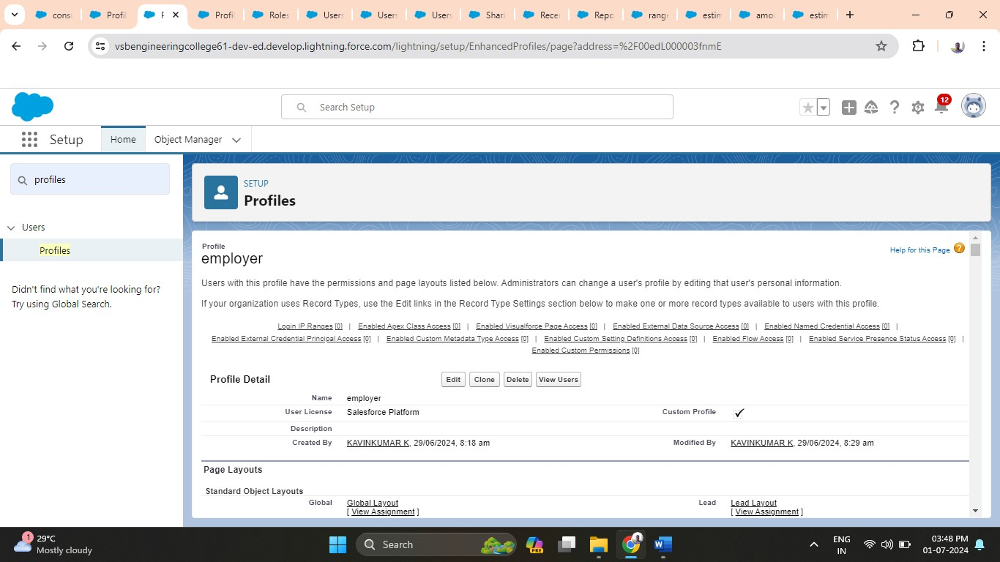 consu
Profil
P
Profil
Roles
Users
Users
Users
Shari
Recen
Repo
range
estim
amou
estim
vsbengineeringcollege61-dev-ed.develop.lightning.force.com/lightning/setup/EnhancedProfiles/page?address=%2F00edL000003fnmE
Search Setup
12
Setup
Home
Object Manager
profiles
Users
Profiles
Didn't find what you're looking for?
Try using Global Search.
SETUP
Profiles
Profile
employer
Help for this Page ?
Users with this profile have the permissions and page layouts listed below. Administrators can change a user's profile by editing that user's personal information.
If your organization uses Record Types, use the Edit links in the Record Type Settings section below to make one or more record types available to users with this profile.
Login IP Ranges [0] | Enabled Apex Class Access [0] | Enabled Visualforce Page Access [0] | Enabled External Data Source Access [0] | Enabled Named Credential Access [0] |
Enabled External Credential Principal Access [0] | Enabled Custom Metadata Type Access [0] | Enabled Custom Setting Definitions Access [0] | Enabled Flow Access [0] | Enabled Service Presence Status Access [0] |
Enabled Custom Permissions [0]
Profile Detail Edit Clone Delete View Users
Name employer
User License Salesforce Platform Custom Profile ✓
Description
Created By KAVINKUMAR K, 29/06/2024, 8:18 am Modified By KAVINKUMAR K, 29/06/2024, 8:29 am
Page Layouts
Standard Object Layouts
Global Global Layout Lead Lead Layout
[ View Assignment ] [ View Assignment ]
1
29°C
Mostly cloudy
Search
PRE
ENG
IN
03:48 PM
01-07-2024